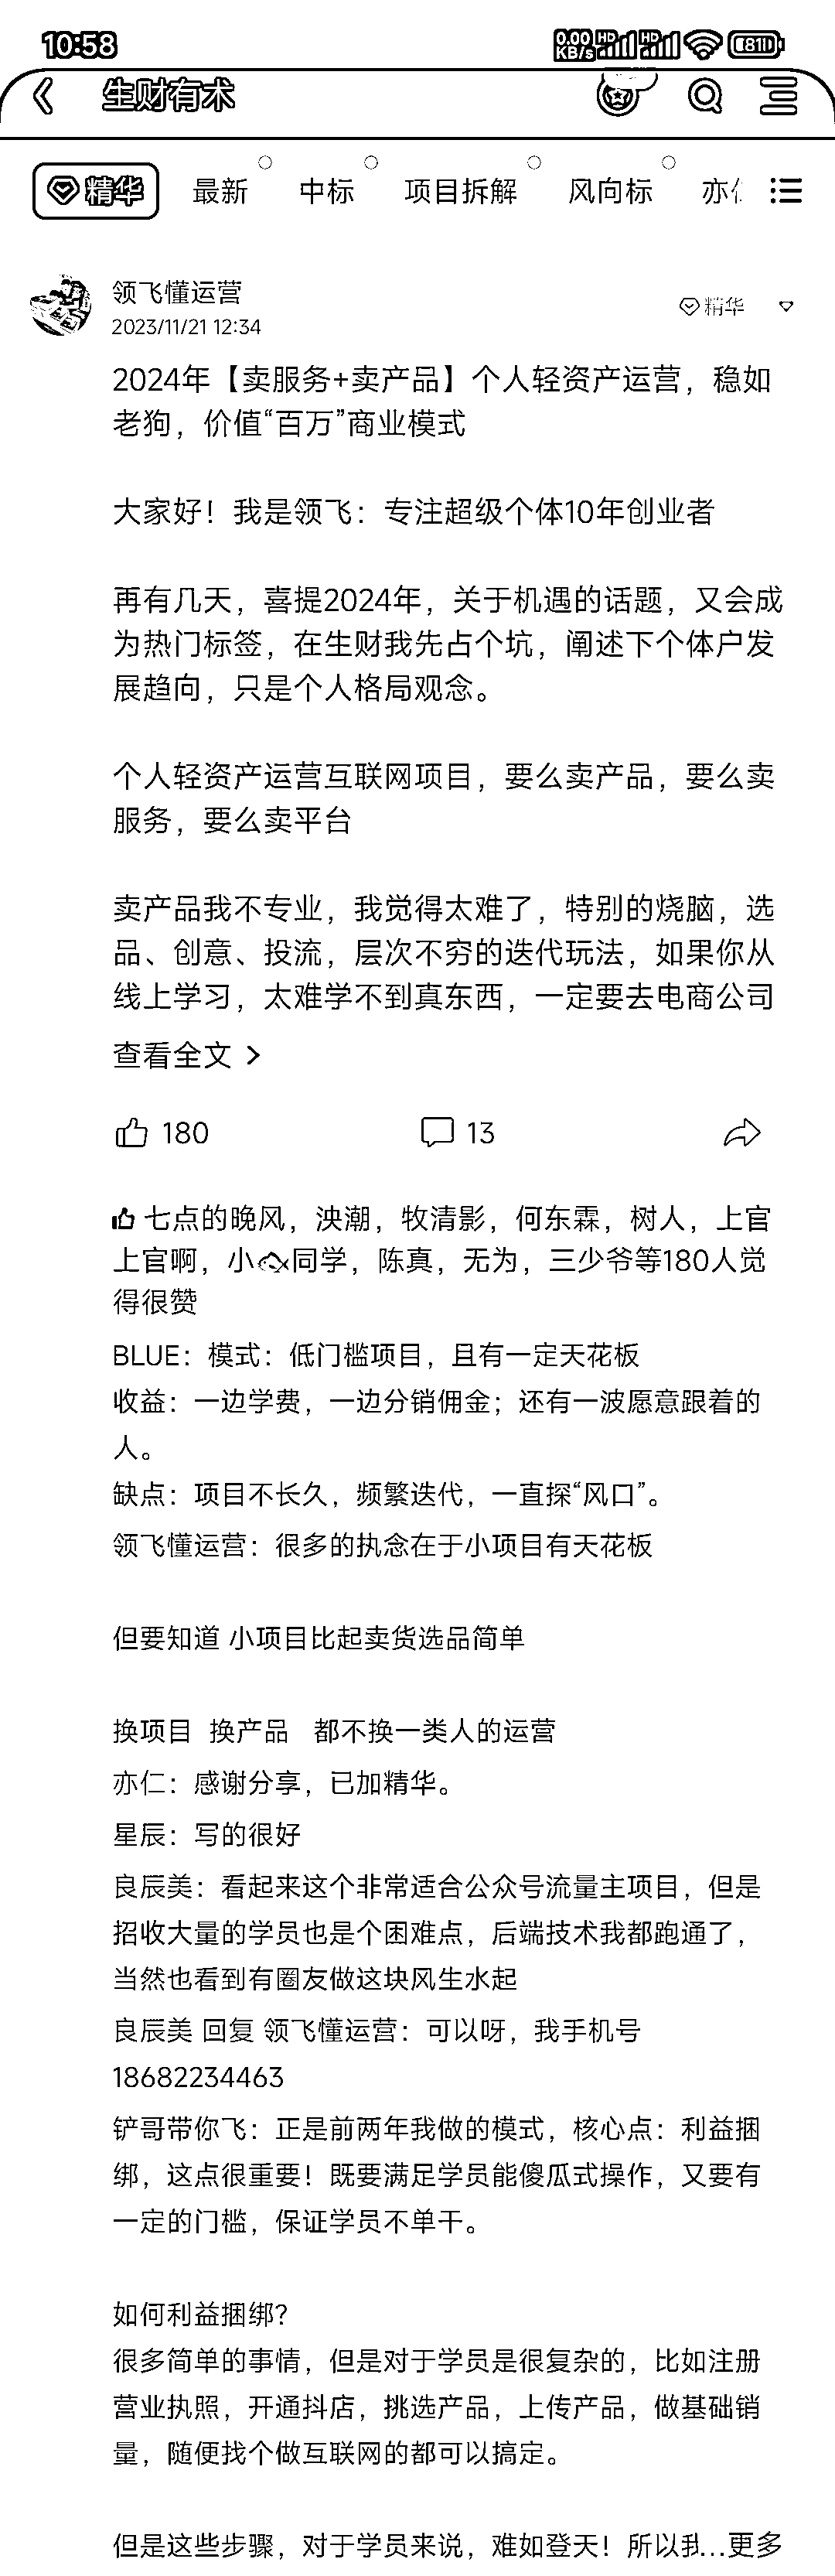 10:58
0.00 KB/s HD HD 81
生财有术
精华 最新 中标 项目拆解 风向标 亦
领飞懂运营
2023/11/21 12:34
精华
2024年【卖服务+卖产品】个人轻资产运营，稳如
老狗，价值“百万”商业模式
大家好！我是领飞：专注超级个体10年创业者
再有几天，喜提2024年，关于机遇的话题，又会成
为热门标签，在生财我先占个坑，阐述下个体户发
展趋向，只是个人格局观念。
个人轻资产运营互联网项目，要么卖产品，要么卖
服务，要么卖平台
卖产品我不专业，我觉得太难了，特别的烧脑，选
品、创意、投流，层次不穷的迭代玩法，如果你从
线上学习，太难学不到真东西，一定要去电商公司
查看全文 >
180 13
七点的晚风，泱潮，牧清影，何东霖，树人，上官
上官啊，小🐟同学，陈真，无为，三少爷等180人觉
得很赞
BLUE：模式：低门槛项目，且有一定天花板
收益：一边学费，一边分销佣金；还有一波愿意跟着的
人。
缺点：项目不长久，频繁迭代，一直探“风口”。
领飞懂运营：很多的执念在于小项目有天花板
但要知道 小项目比起卖货选品简单
换项目 换产品 都不换一类人的运营
亦仁：感谢分享，已加精华。
星辰：写的很好
良辰美：看起来这个非常适合公众号流量主项目，但是
招收大量的学员也是个困难点，后端技术我都跑通了，
当然也看到有圈友做这块风生水起
良辰美 回复 领飞懂运营：可以呀，我手机号
18682234463
铲哥带你飞：正是前两年我做的模式，核心点：利益捆
绑，这点很重要！既要满足学员能傻瓜式操作，又要有
一定的门槛，保证学员不单干。
如何利益捆绑？
很多简单的事情，但是对于学员是很复杂的，比如注册
营业执照，开通抖店，挑选产品，上传产品，做基础销
量，随便找个做互联网的都可以搞定。
但是这些步骤，对于学员来说，难如登天！所以我...更多